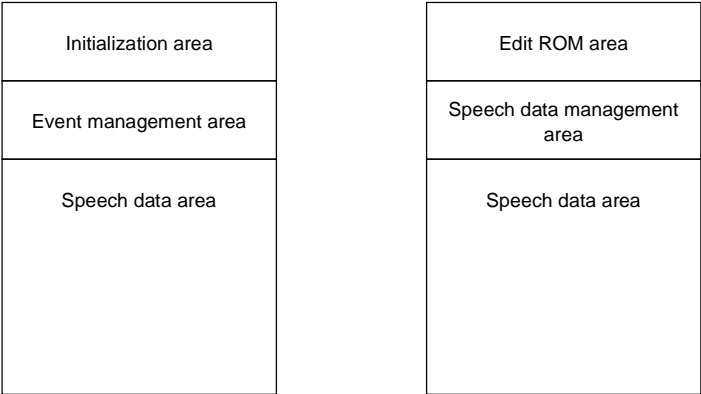 Initialization area
Event management area
Speech data area
Edit ROM area
Speech data management
area
Speech data area